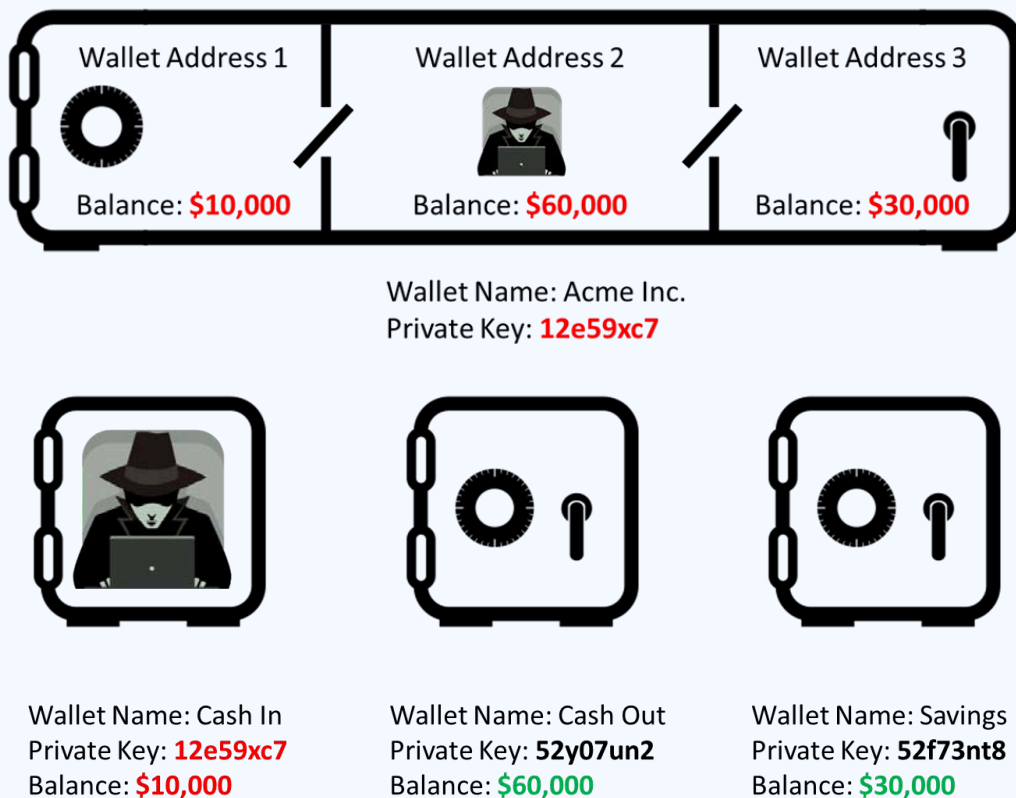 Wallet Address 1
Wallet Address 2
Wallet Address 3
Balance: $10,000
Balance: $60,000
Balance: $30,000
Wallet Name: Acme Inc.
Private Key: 12e59xc7
Wallet Name: Cash In
Private Key: 12e59xc7
Balance: $10,000
Wallet Name: Cash Out
Private Key: 52y07un2
Balance: $60,000
Wallet Name: Savings
Private Key: 52f73nt8
Balance: $30,000